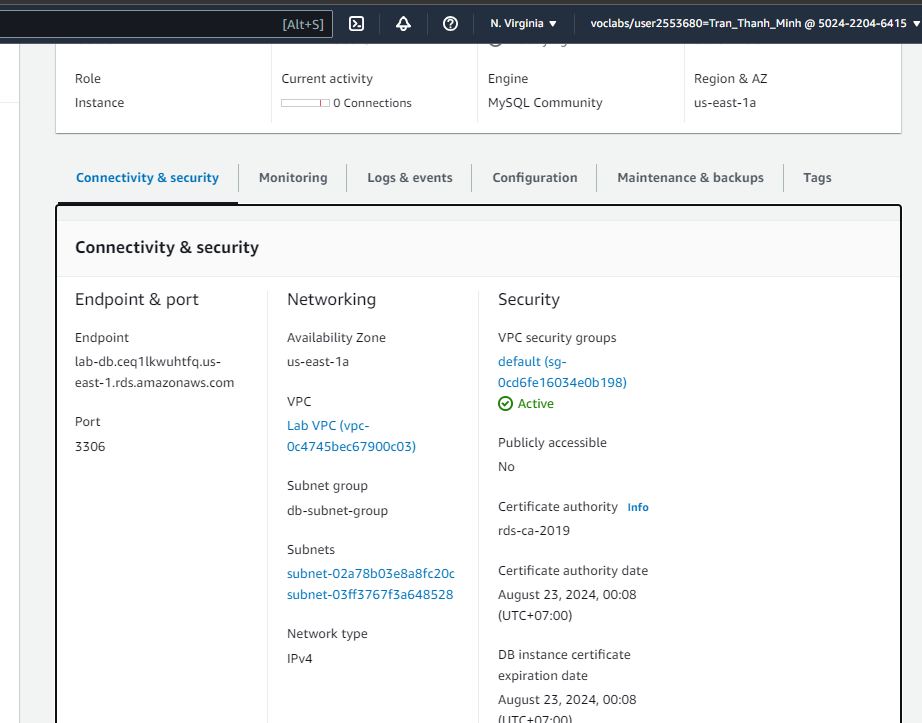 [Alt+S]
N. Virginia ▼
voclabs/user2553680=Tran_Thanh_Minh @ 5024-2204-6415 ▼
Role
Instance
Current activity
0 Connections
Engine
MySQL Community
Region & AZ
us-east-1a
Connectivity & security
Monitoring
Logs & events
Configuration
Maintenance & backups
Tags
Connectivity & security
Endpoint & port
Endpoint
lab-db.ceq1lkwuhtfq.us-
east-1.rds.amazonaws.com
Port
3306
Networking
Availability Zone
us-east-1a
VPC
Lab VPC (vpc-
0c4745bec67900c03)
Subnet group
db-subnet-group
Subnets
subnet-02a78b03e8a8fc20c
subnet-03ff3767f3a648528
Network type
IPv4
Security
VPC security groups
default (sg-
0cd6fe16034e0b198)
Active
Publicly accessible
No
Certificate authority Info
rds-ca-2019
Certificate authority date
August 23, 2024, 00:08
(UTC+07:00)
DB instance certificate
expiration date
August 23, 2024, 00:08
(UTC+07:00)